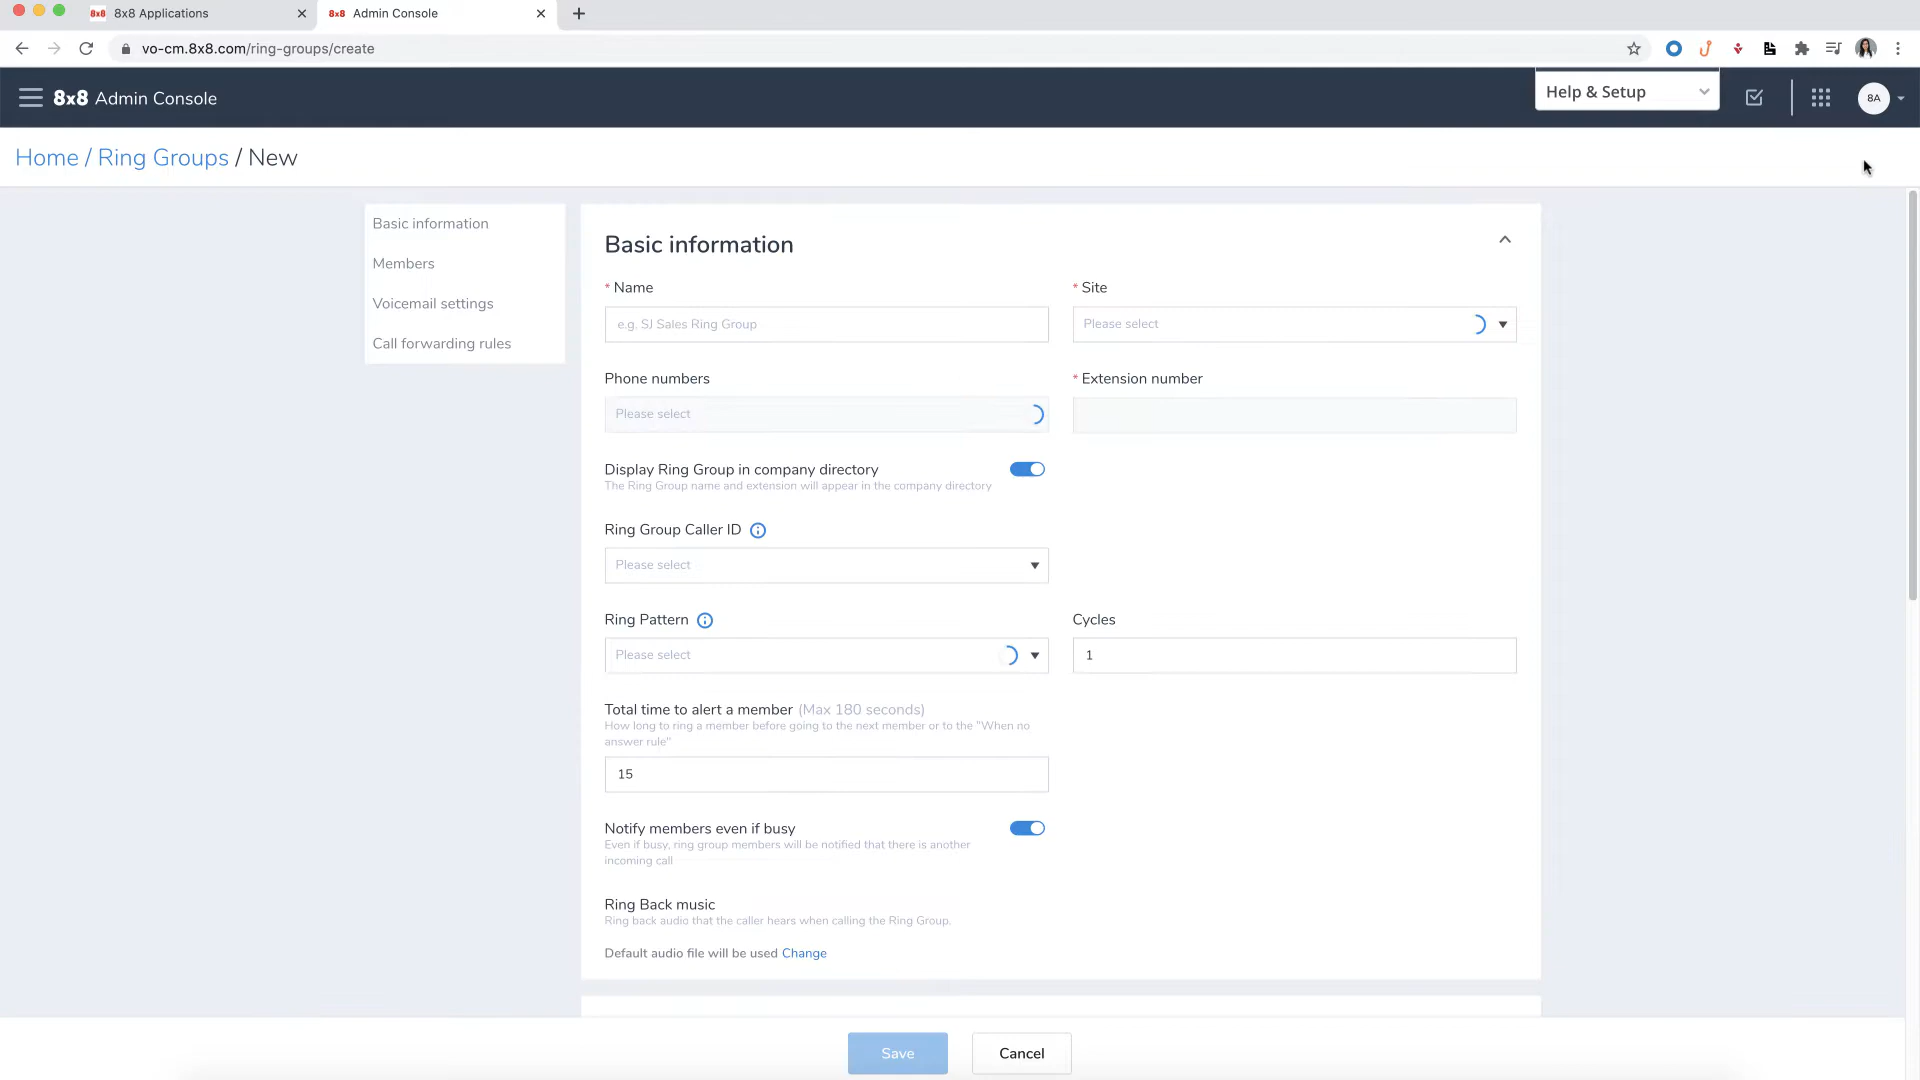 8x8 8x8 Applications
8x8 Admin Console
vo-cm.8x8.com/ring-groups/create
8x8 Admin Console
Help & Setup
8A
Home / Ring Groups / New
Basic information
Members
Voicemail settings
Call forwarding rules
Basic information
* Name
e.g. SJ Sales Ring Group
* Site
Please select
Phone numbers
Please select
* Extension number
Display Ring Group in company directory
The Ring Group name and extension will appear in the company directory
Ring Group Caller ID
Please select
Ring Pattern
Please select
Cycles
1
Total time to alert a member (Max 180 seconds)
How long to ring a member before going to the next member or to the "When no
answer rule"
15
Notify members even if busy
Even if busy, ring group members will be notified that there is another
incoming call
Ring Back music
Ring back audio that the caller hears when calling the Ring Group.
Default audio file will be used Change
Save
Cancel